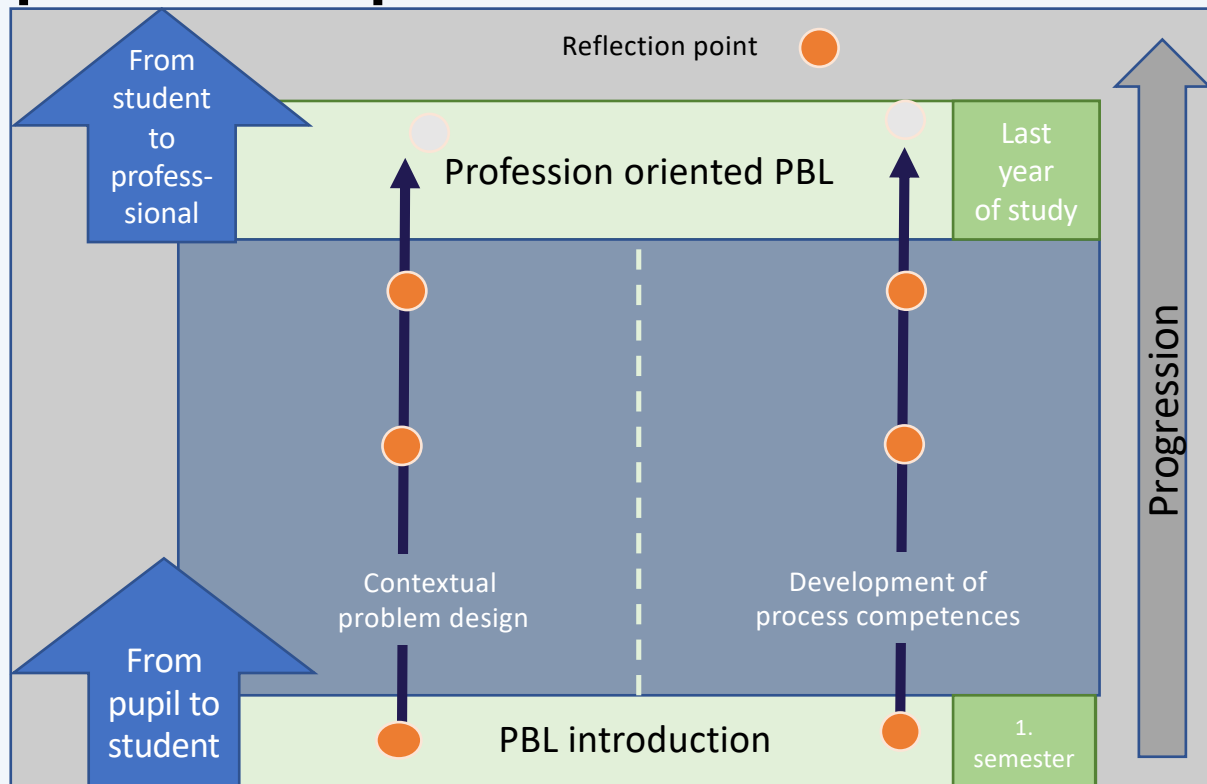 Reflection point
From
student
to
profess-
sional
Profession oriented PBL
Last
year
of study
Progression
Contextual
problem design
Development of
process competences
From
pupil to
student
PBL introduction
1.
semester